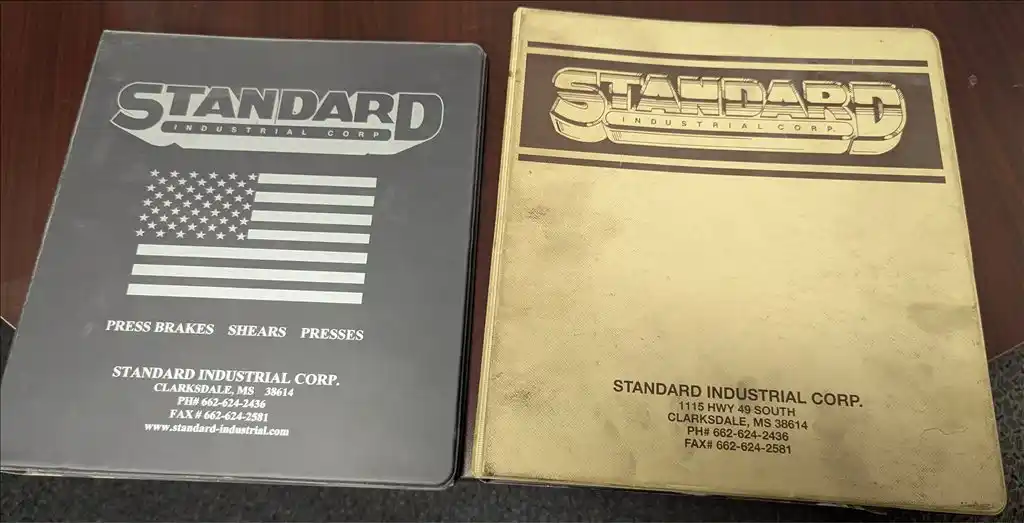 STANDARD
INDUSTRIAL CORP
PRESS BRAKES SHEARS PRESSES
STANDARD INDUSTRIAL CORP.
CLARKSDALE, MS 38614
PH# 662-624-2436
FAX # 662-624-2581
www.standard-industrial.com
STANDARD
INDUSTRIAL CORP.
STANDARD INDUSTRIAL CORP.
1115 HWY 49 SOUTH
CLARKSDALE, MS 38614
PH# 662-624-2436
FAX# 662-624-2581